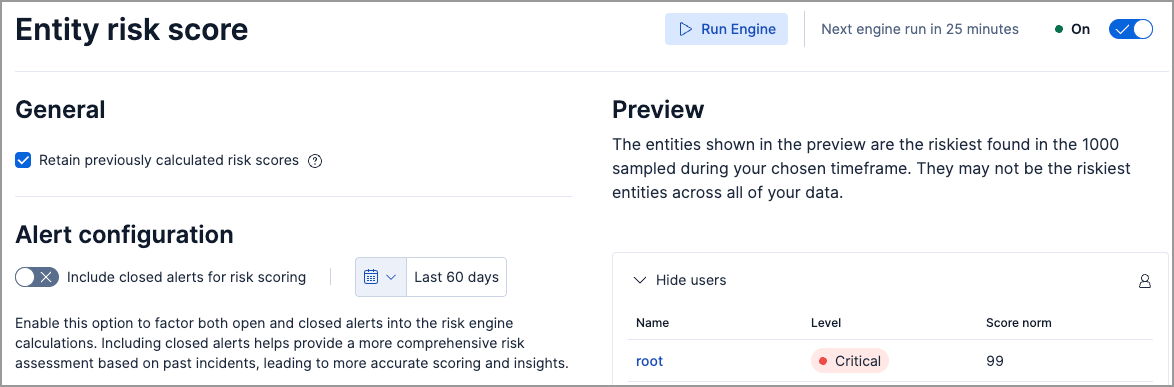 Entity risk score
Run Engine
Next engine run in 25 minutes
On
General
Retain previously calculated risk scores
Alert configuration
Include closed alerts for risk scoring
Last 60 days
Enable this option to factor both open and closed alerts into the risk engine
calculations. Including closed alerts helps provide a more comprehensive risk
assessment based on past incidents, leading to more accurate scoring and insights.
Preview
The entities shown in the preview are the riskiest found in the 1000
sampled during your chosen timeframe. They may not be the riskiest
entities across all of your data.
Hide users
Name Level Score norm
root Critical 99